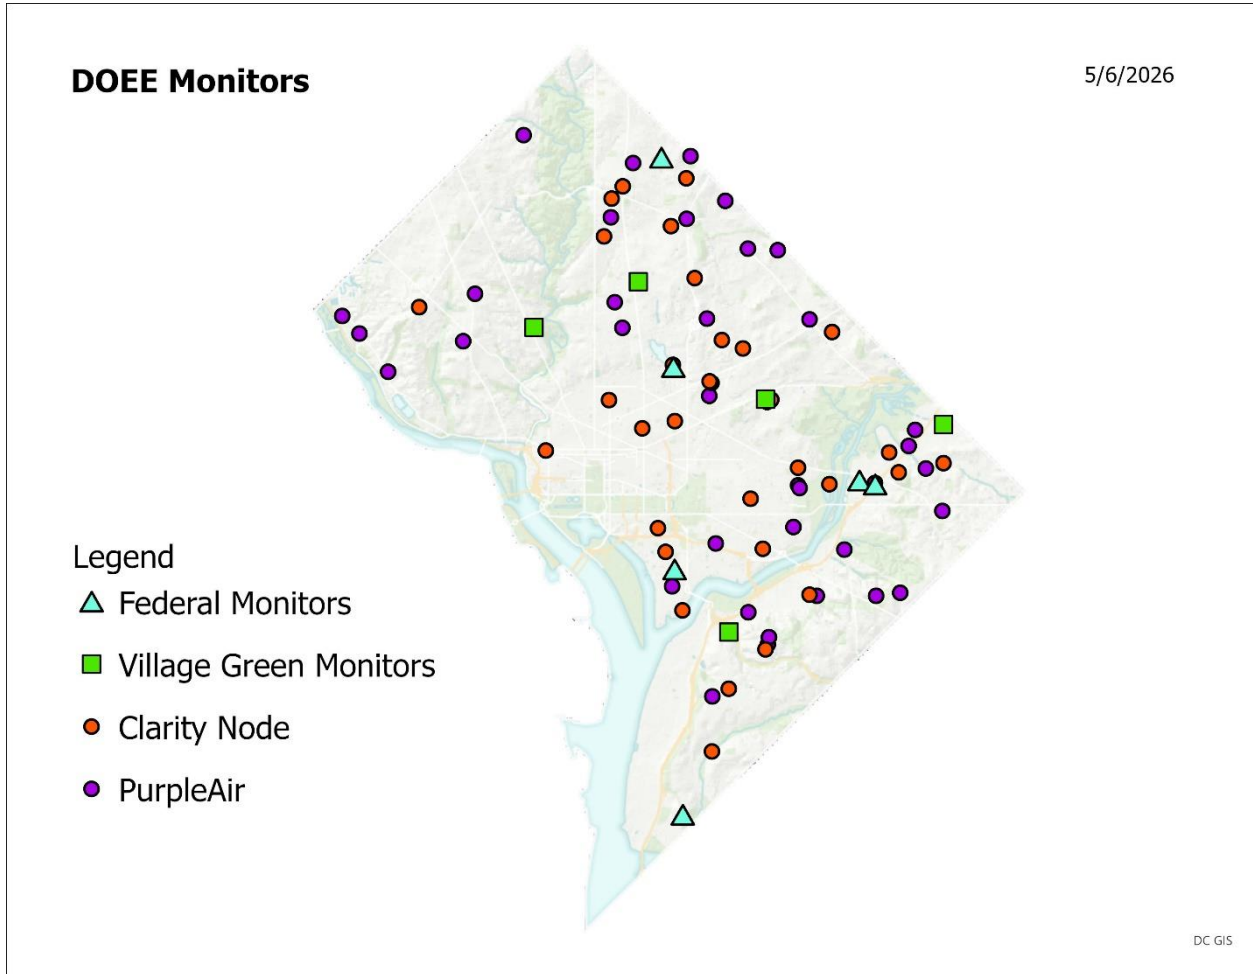 DOEE Monitors
5/6/2026
Legend
Federal Monitors
Village Green Monitors
Clarity Node
PurpleAir
DC GIS